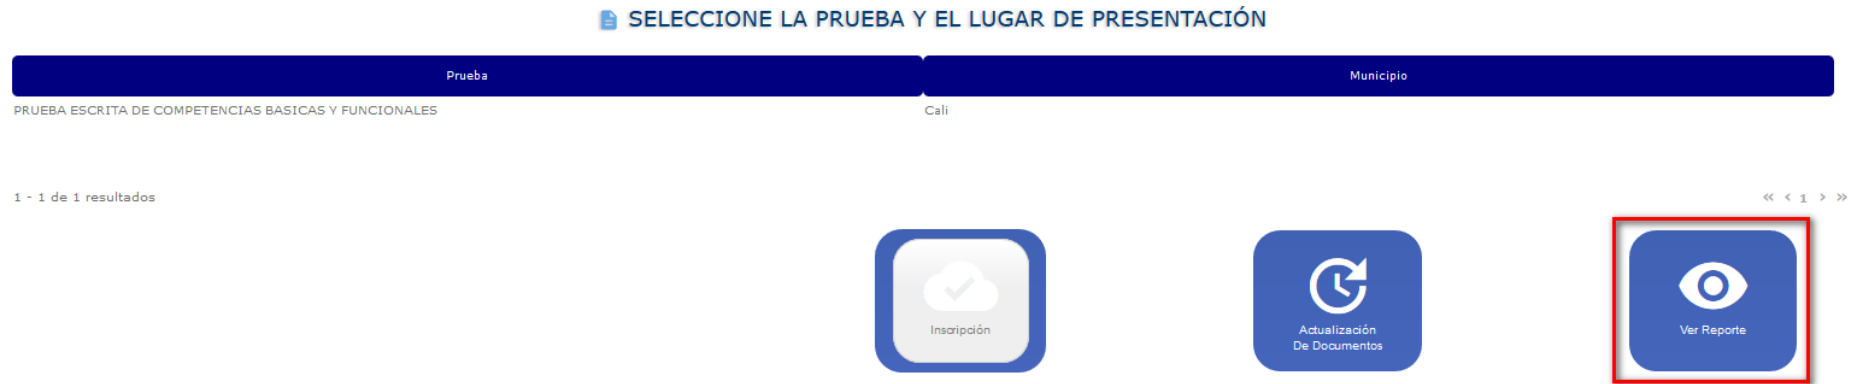 SELECCIONE LA PRUEBA Y EL LUGAR DE PRESENTACIÓN
Prueba Municipio
PRUEBA ESCRITA DE COMPETENCIAS BASICAS Y FUNCIONALES Cali
1 - 1 de 1 resultados « ‹ 1 › »
Inscripción
Actualización
De Documentos
Ver Reporte